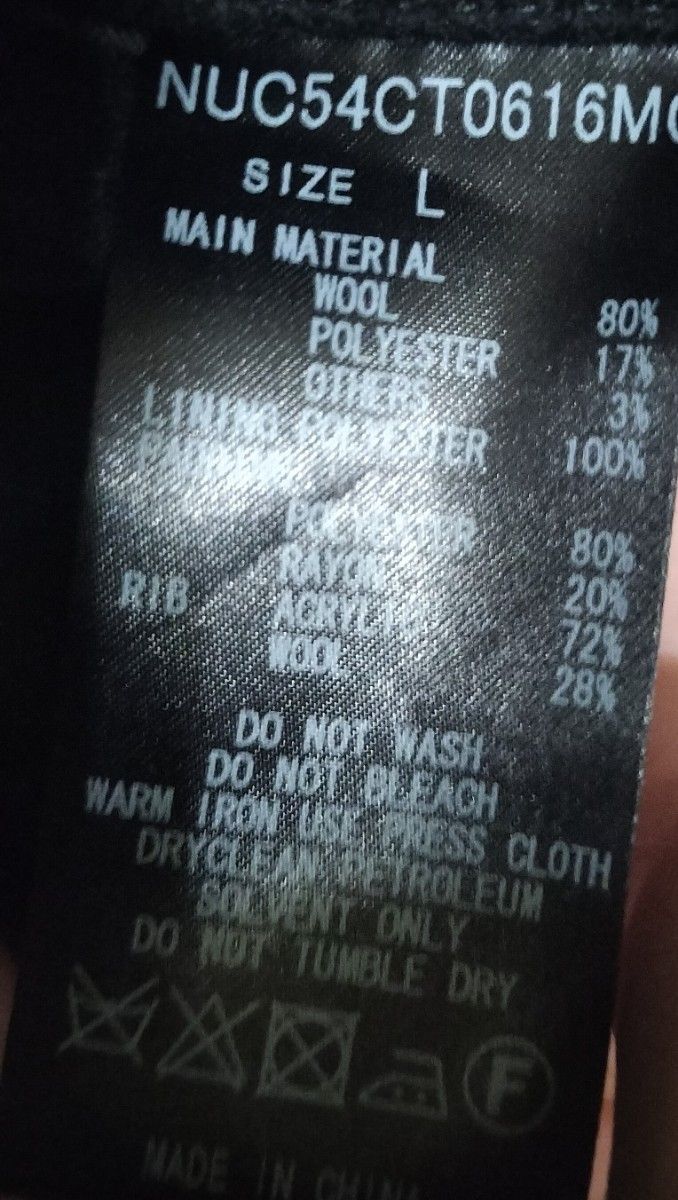 NUC54CT0616M
SIZE L
MAIN MATERIAL
WOOL 80%
POLYESTER 17%
OTHERS 3%
LINING POLYESTER 100%
POLYESTER 80%
RAYON 20%
RIB ACRYLIC 72%
WOOL 28%
DO NOT WASH
DO NOT BLEACH
WARM IRON USE PRESS CLOTH
DRYCLEAN PETROLEUM
SOLVENT ONLY
DO NOT TUMBLE DRY
F
MADE IN CHINA